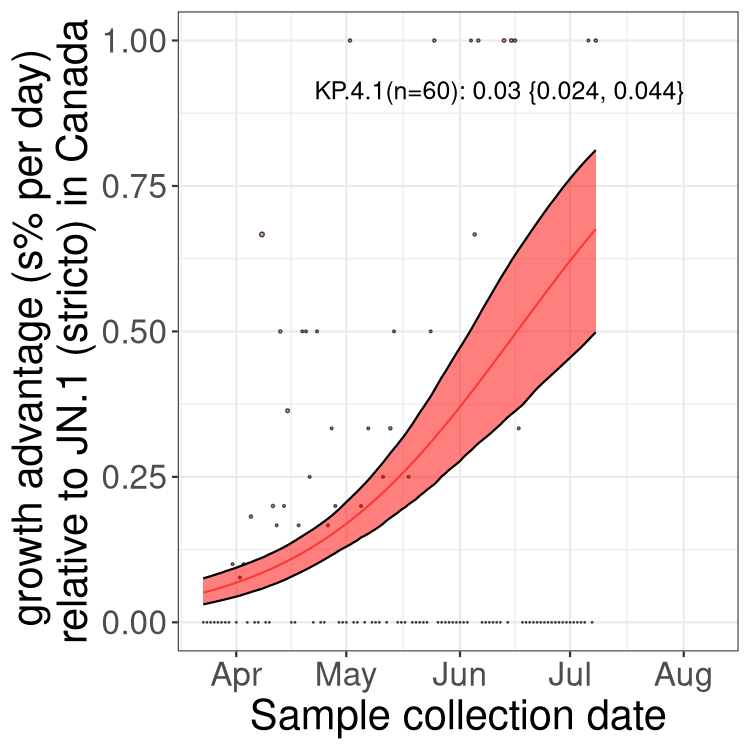 growth advantage (s% per day)
relative to JN.1 (stricto) in Canada
1.00
0.75
0.50
0.25
0.00
KP.4.1(n=60): 0.03 {0.024, 0.044}
Apr May Jun Jul Aug
Sample collection date